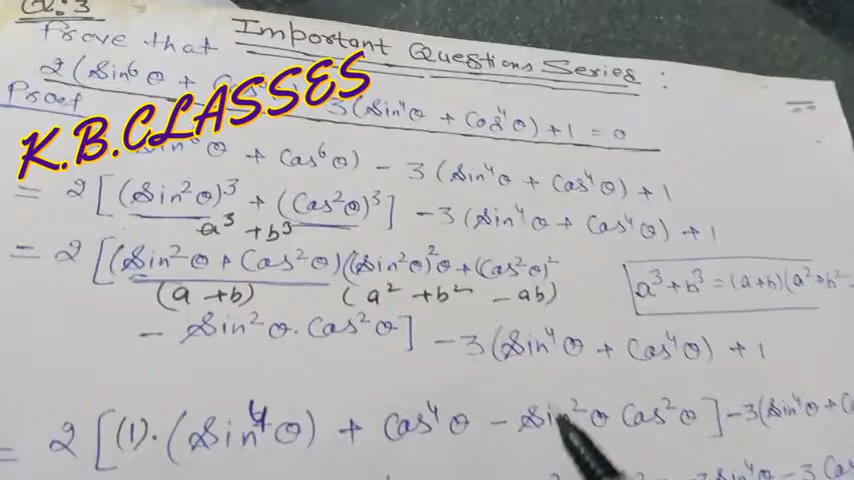 Q.:3
Important Questions Series :
Prove that
2(Sin⁶θ + 3(Sin⁴θ + Cos⁴θ) + 1 = 0
Proof
K.B.CLASSES
Sin⁶θ + Cos⁶θ) - 3(Sin⁴θ + Cos⁴θ) + 1
= 2[(Sin²θ)³ + (Cos²θ)³] - 3(Sin⁴θ + Cos⁴θ) + 1
a³ + b³
= 2[(Sin²θ + Cos²θ)((Sin²θ)² + (Cos²θ)²
(a + b) (a² + b² - ab)
a³ + b³ = (a+b)(a² + b² -
- Sin²θ . Cos²θ] - 3(Sin⁴θ + Cos⁴θ) + 1
= 2[(1).(Sin⁴θ) + Cos⁴θ - Sin²θ Cos²θ] - 3(Sin⁴θ +
- 3Sin⁴θ - 3